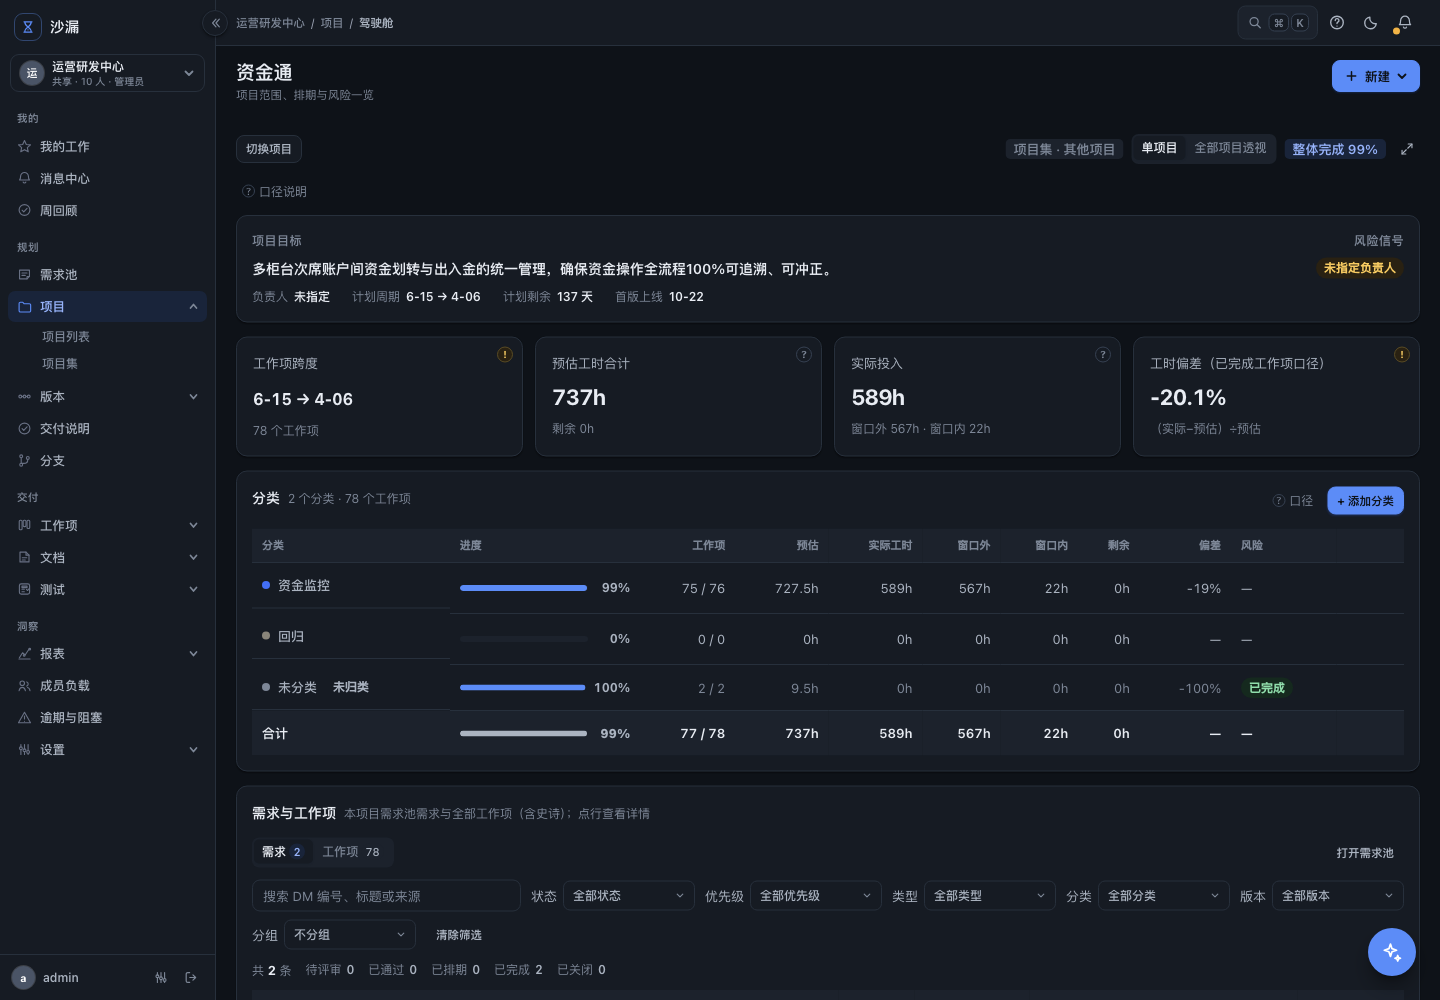 沙漏
运 运营研发中心
共享 · 10 人 · 管理员
我的
我的工作
消息中心
周回顾
规划
需求池
项目
项目列表
项目集
版本
交付说明
分支
交付
工作项
文档
测试
洞察
报表
成员负载
逾期与阻塞
设置
a admin
运营研发中心 / 项目 / 驾驶舱
⌘ K
资金通
项目范围、排期与风险一览
+ 新建
切换项目
项目集 · 其他项目 单项目 全部项目透视 整体完成 99%
? 口径说明
项目目标 风险信号
多柜台次席账户间资金划转与出入金的统一管理，确保资金操作全流程100%可追溯、可冲正。 未指定负责人
负责人 未指定 计划周期 6-15 → 4-06 计划剩余 137 天 首版上线 10-22
工作项跨度 !
6-15 → 4-06
78 个工作项
预估工时合计 ?
737h
剩余 0h
实际投入 ?
589h
窗口外 567h · 窗口内 22h
工时偏差（已完成工作项口径） !
-20.1%
（实际−预估）÷预估
分类 2 个分类 · 78 个工作项 ? 口径 + 添加分类
分类 进度 工作项 预估 实际工时 窗口外 窗口内 剩余 偏差 风险
资金监控 99% 75 / 76 727.5h 589h 567h 22h 0h -19% —
回归 0% 0 / 0 0h 0h 0h 0h 0h — —
未分类 未归类 100% 2 / 2 9.5h 0h 0h 0h 0h -100% 已完成
合计 99% 77 / 78 737h 589h 567h 22h 0h — —
需求与工作项 本项目需求池需求与全部工作项（含史诗）；点行查看详情
需求 2 工作项 78 打开需求池
搜索 DM 编号、标题或来源 状态 全部状态 优先级 全部优先级 类型 全部类型 分类 全部分类 版本 全部版本
分组 不分组 清除筛选
共 2 条 待评审 0 已通过 0 已排期 0 已完成 2 已关闭 0